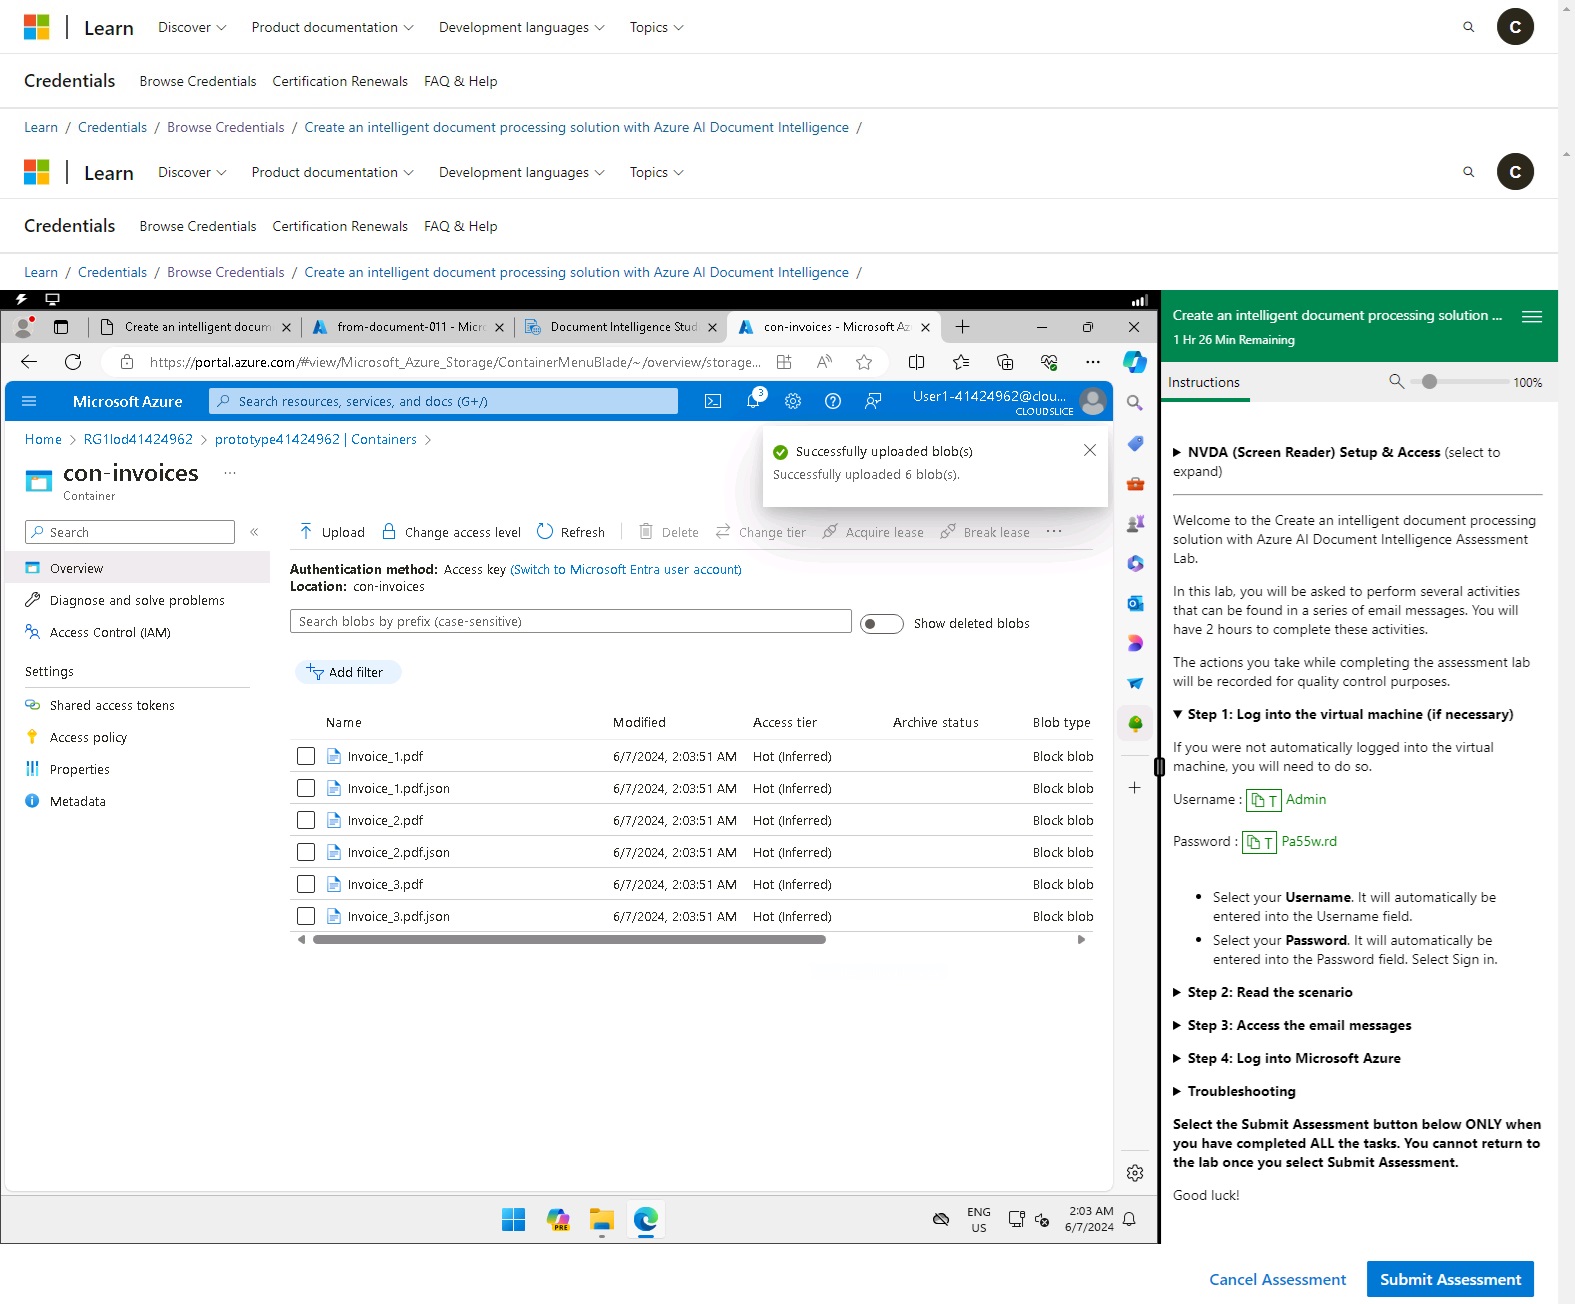 Learn Discover Product documentation Development languages Topics C
Credentials Browse Credentials Certification Renewals FAQ & Help
Learn / Credentials / Browse Credentials / Create an intelligent document processing solution with Azure AI Document Intelligence /
Learn Discover Product documentation Development languages Topics C
Credentials Browse Credentials Certification Renewals FAQ & Help
Learn / Credentials / Browse Credentials / Create an intelligent document processing solution with Azure AI Document Intelligence /
Create an intelligent docum from-document-011 - Micr Document Intelligence Stud con-invoices - Microsoft Az
https://portal.azure.com/#view/Microsoft_Azure_Storage/ContainerMenuBlade/~/overview/storage...
Microsoft Azure Search resources, services, and docs (G+/) 3 User1-41424962@clou...
CLOUDSLICE
Home > RG1lod41424962 > prototype41424962 | Containers >
con-invoices ...
Container
Successfully uploaded blob(s)
Successfully uploaded 6 blob(s).
Search «
Overview
Diagnose and solve problems
Access Control (IAM)
Settings
Shared access tokens
Access policy
Properties
Metadata
Upload Change access level Refresh Delete Change tier Acquire lease Break lease ...
Authentication method: Access key (Switch to Microsoft Entra user account)
Location: con-invoices
Search blobs by prefix (case-sensitive) Show deleted blobs
Add filter
Name Modified Access tier Archive status Blob type
Invoice_1.pdf 6/7/2024, 2:03:51 AM Hot (Inferred) Block blob
Invoice_1.pdf.json 6/7/2024, 2:03:51 AM Hot (Inferred) Block blob
Invoice_2.pdf 6/7/2024, 2:03:51 AM Hot (Inferred) Block blob
Invoice_2.pdf.json 6/7/2024, 2:03:51 AM Hot (Inferred) Block blob
Invoice_3.pdf 6/7/2024, 2:03:51 AM Hot (Inferred) Block blob
Invoice_3.pdf.json 6/7/2024, 2:03:51 AM Hot (Inferred) Block blob
PRE
ENG
US
2:03 AM
6/7/2024
Create an intelligent document processing solution ...
1 Hr 26 Min Remaining
Instructions 100%
▶ NVDA (Screen Reader) Setup & Access (select to
expand)
Welcome to the Create an intelligent document processing
solution with Azure AI Document Intelligence Assessment
Lab.
In this lab, you will be asked to perform several activities
that can be found in a series of email messages. You will
have 2 hours to complete these activities.
The actions you take while completing the assessment lab
will be recorded for quality control purposes.
▼ Step 1: Log into the virtual machine (if necessary)
If you were not automatically logged into the virtual
machine, you will need to do so.
Username : T Admin
Password : T Pa55w.rd
• Select your Username. It will automatically be
entered into the Username field.
• Select your Password. It will automatically be
entered into the Password field. Select Sign in.
▶ Step 2: Read the scenario
▶ Step 3: Access the email messages
▶ Step 4: Log into Microsoft Azure
▶ Troubleshooting
Select the Submit Assessment button below ONLY when
you have completed ALL the tasks. You cannot return to
the lab once you select Submit Assessment.
Good luck!
Cancel Assessment Submit Assessment